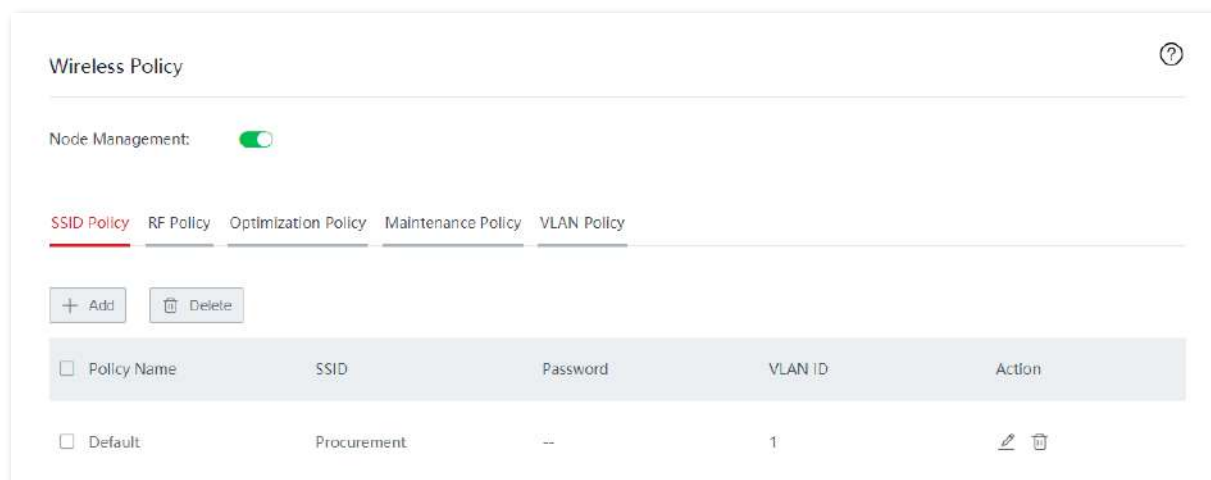 Wireless Policy
Node Management:
SSID Policy RF Policy Optimization Policy Maintenance Policy VLAN Policy
+ Add Delete
Policy Name SSID Password VLAN ID Action
Default Procurement -- 1